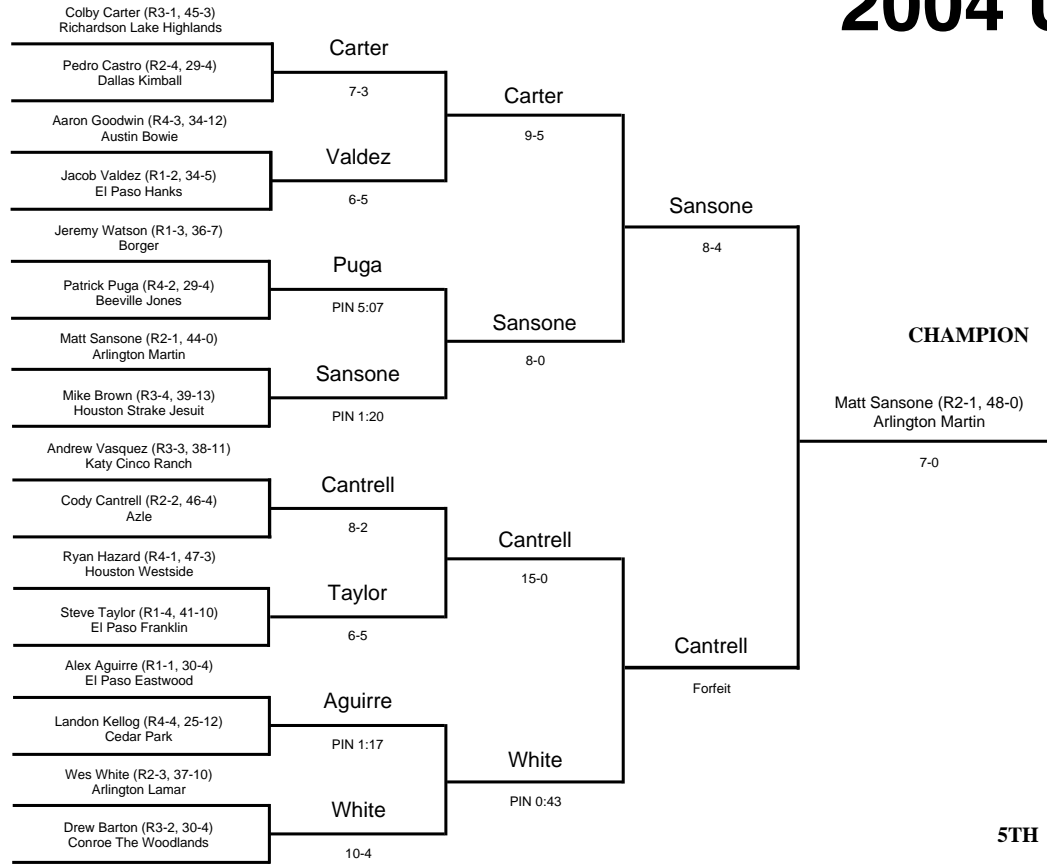 2004 U
Colby Carter (R3-1, 45-3)
Richardson Lake Highlands
Pedro Castro (R2-4, 29-4)
Dallas Kimball
Aaron Goodwin (R4-3, 34-12)
Austin Bowie
Jacob Valdez (R1-2, 34-5)
El Paso Hanks
Jeremy Watson (R1-3, 36-7)
Borger
Patrick Puga (R4-2, 29-4)
Beeville Jones
Matt Sansone (R2-1, 44-0)
Arlington Martin
Mike Brown (R3-4, 39-13)
Houston Strake Jesuit
Andrew Vasquez (R3-3, 38-11)
Katy Cinco Ranch
Cody Cantrell (R2-2, 46-4)
Azle
Ryan Hazard (R4-1, 47-3)
Houston Westside
Steve Taylor (R1-4, 41-10)
El Paso Franklin
Alex Aguirre (R1-1, 30-4)
El Paso Eastwood
Landon Kellog (R4-4, 25-12)
Cedar Park
Wes White (R2-3, 37-10)
Arlington Lamar
Drew Barton (R3-2, 30-4)
Conroe The Woodlands
Carter
7-3
Valdez
6-5
Puga
PIN 5:07
Sansone
PIN 1:20
Cantrell
8-2
Taylor
6-5
Aguirre
PIN 1:17
White
10-4
Carter
9-5
Sansone
8-0
Cantrell
15-0
White
PIN 0:43
Sansone
8-4
Cantrell
Forfeit
CHAMPION
Matt Sansone (R2-1, 48-0)
Arlington Martin
7-0
5TH